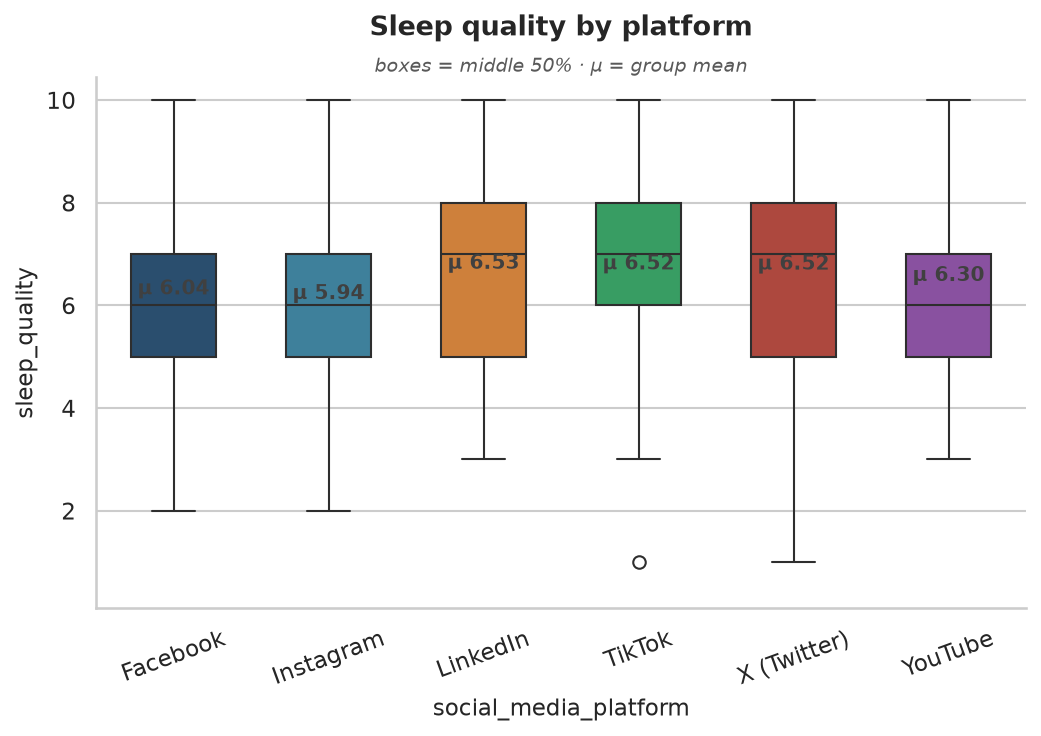 Sleep quality by platform
boxes = middle 50% · μ = group mean
sleep_quality
10
8
6
4
2
μ 6.04
μ 5.94
μ 6.53
μ 6.52
μ 6.52
μ 6.30
Facebook
Instagram
LinkedIn
TikTok
X (Twitter)
YouTube
social_media_platform